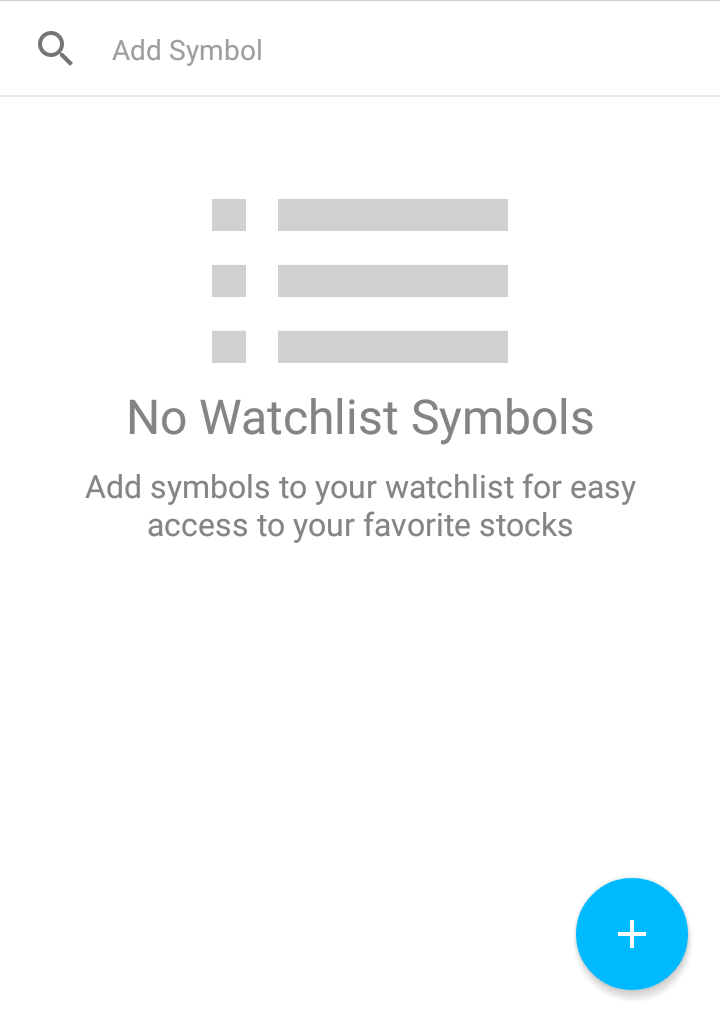 Add Symbol
No Watchlist Symbols
Add symbols to your watchlist for easy
access to your favorite stocks